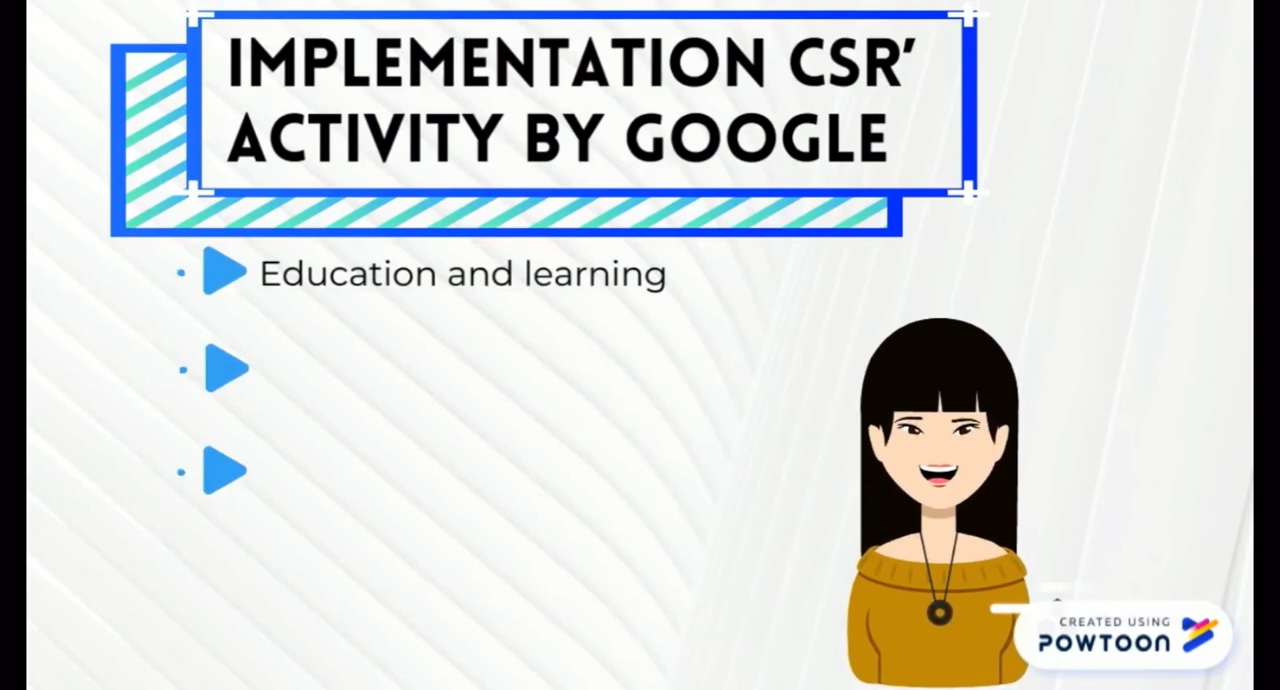 IMPLEMENTATION CSR’
ACTIVITY BY GOOGLE
Education and learning
CREATED USING
POWTOON